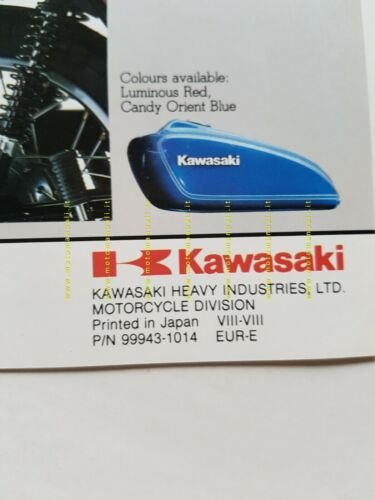 Colours available:
Luminous Red,
Candy Orient Blue
Kawasaki
Kawasaki
KAWASAKI HEAVY INDUSTRIES, LTD.
MOTORCYCLE DIVISION
Printed in Japan VIII-VIII
P/N 99943-1014 EUR-E